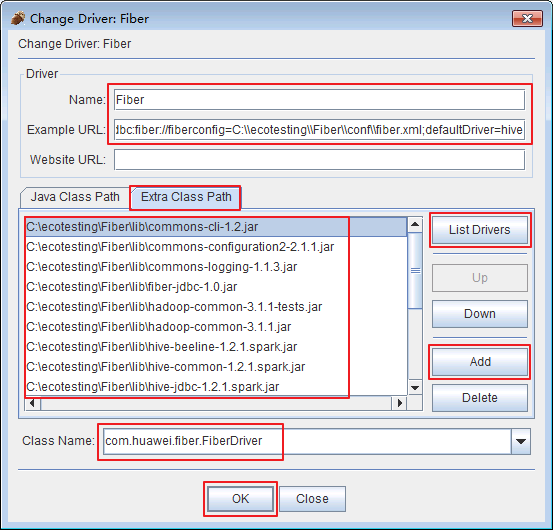 Change Driver: Fiber
Change Driver: Fiber
Driver
Name: Fiber
Example URL: dbc:fiber://fiberconfig=C:\\ecotesting\\Fiber\\conf\\fiber.xml;defaultDriver=hive
Website URL:
Java Class Path Extra Class Path
C:\ecotesting\Fiber\lib\commons-cli-1.2.jar
C:\ecotesting\Fiber\lib\commons-configuration2-2.1.1.jar
C:\ecotesting\Fiber\lib\commons-logging-1.1.3.jar
C:\ecotesting\Fiber\lib\fiber-jdbc-1.0.jar
C:\ecotesting\Fiber\lib\hadoop-common-3.1.1-tests.jar
C:\ecotesting\Fiber\lib\hadoop-common-3.1.1.jar
C:\ecotesting\Fiber\lib\hive-beeline-1.2.1.spark.jar
C:\ecotesting\Fiber\lib\hive-common-1.2.1.spark.jar
C:\ecotesting\Fiber\lib\hive-jdbc-1.2.1.spark.jar
List Drivers
Up
Down
Add
Delete
Class Name: com.huawei.fiber.FiberDriver
OK Close